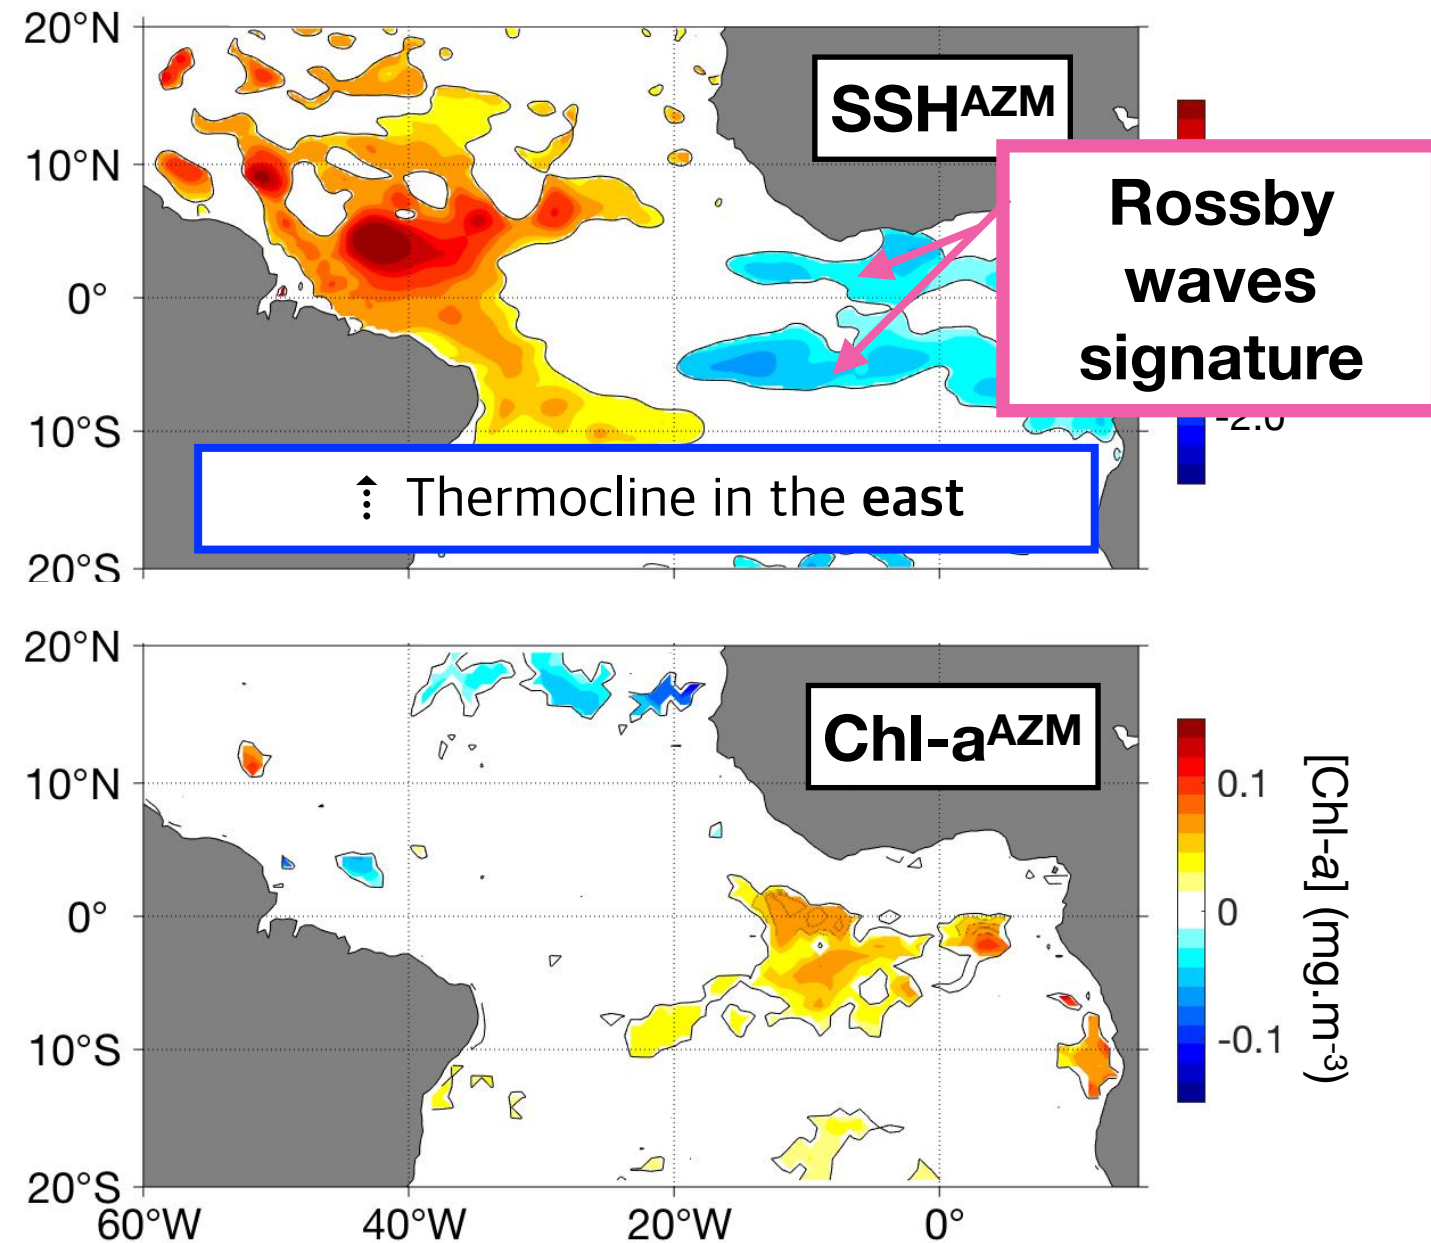 20°N
SSHAZM
10°N
Rossby
waves
signature
0°
10°S
-2.0
⇡ Thermocline in the east
20°S
20°N
Chl-aAZM
10°N
0.1
0°
0
10°S
-0.1
[Chl-a] (mg.m-3)
20°S
60°W 40°W 20°W 0°